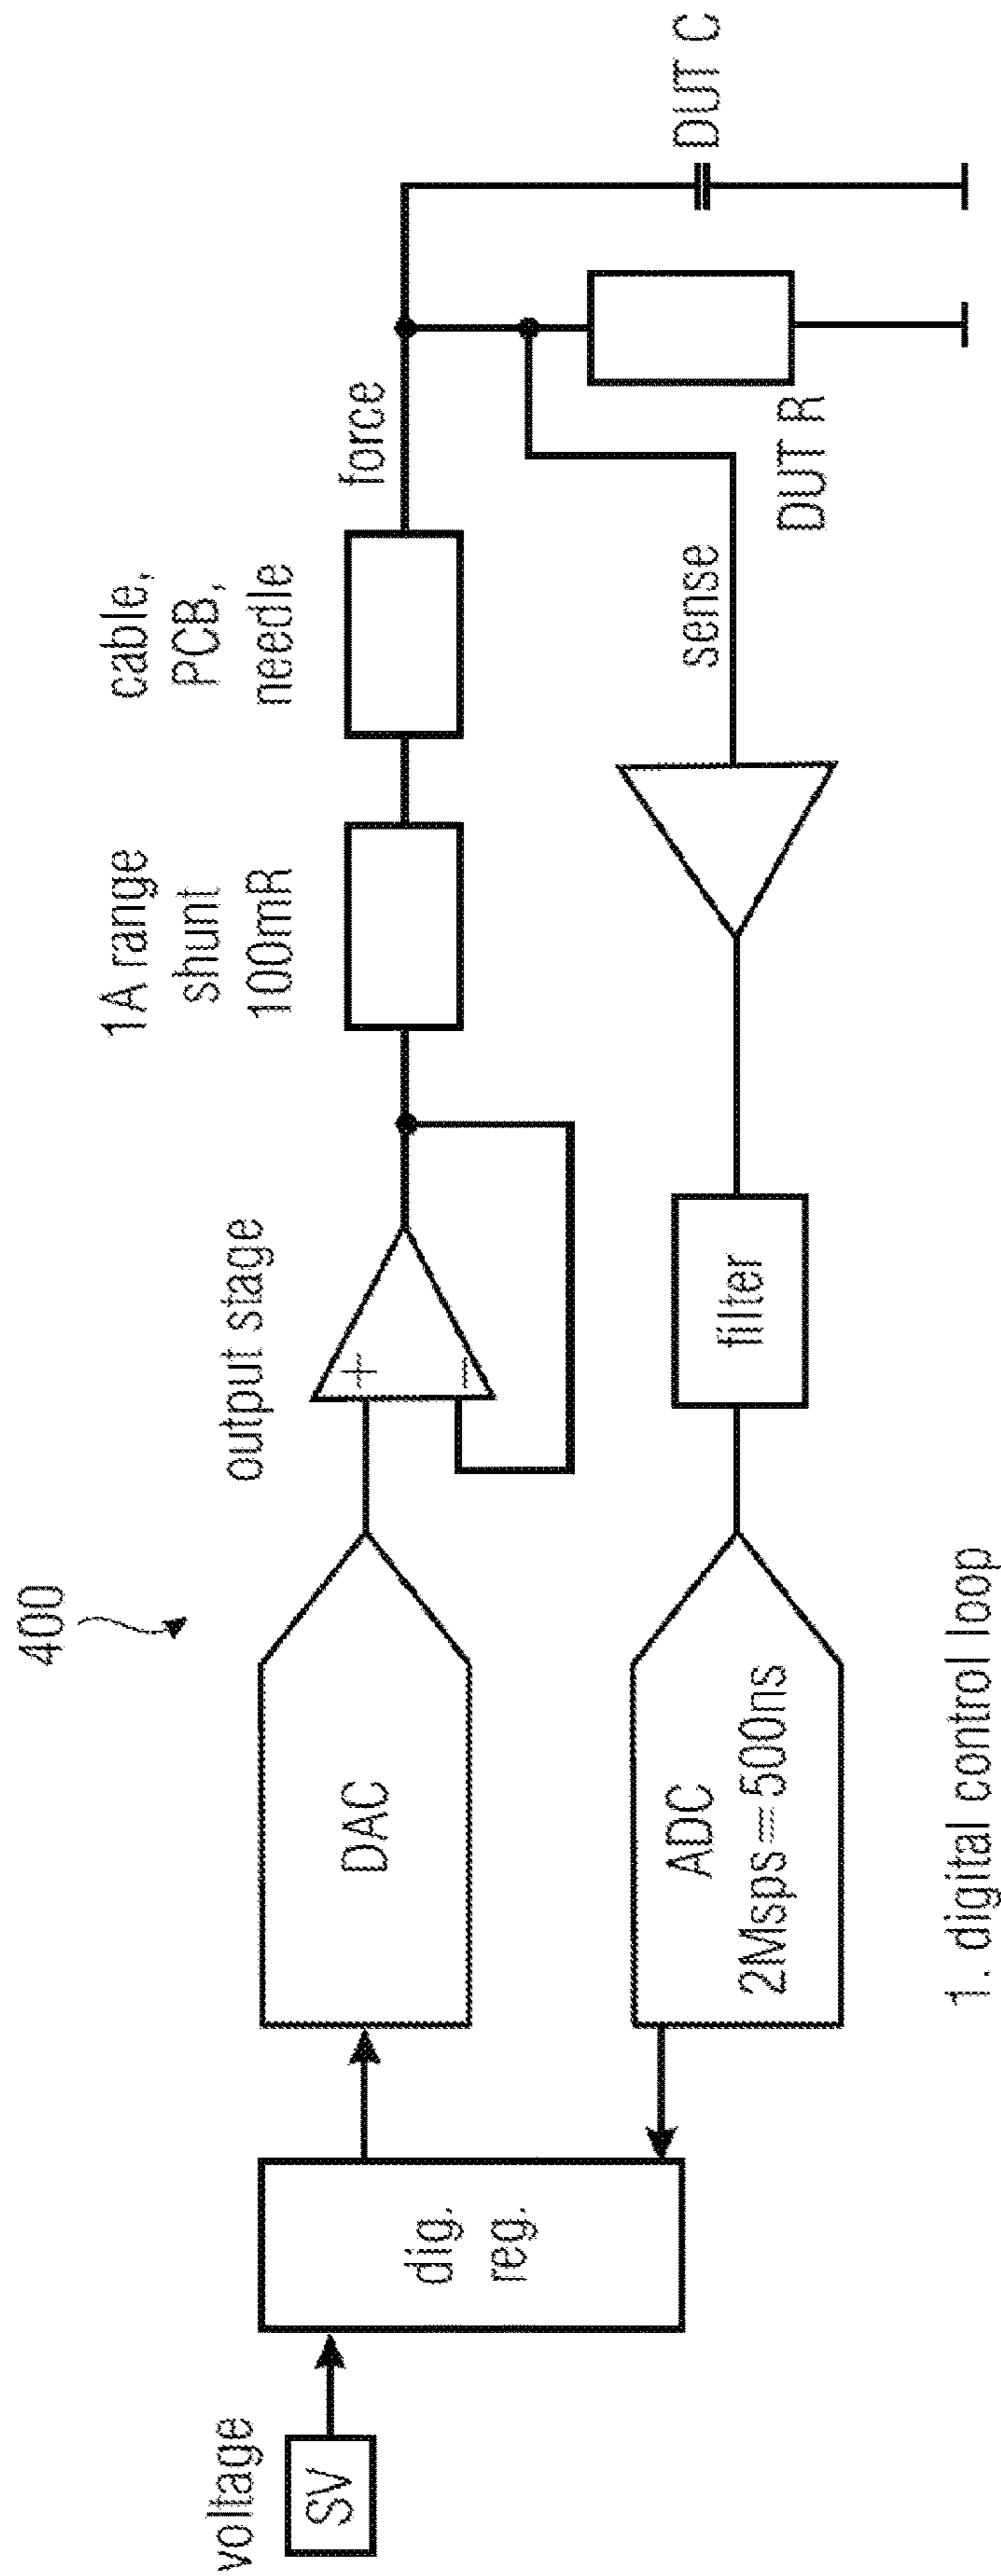 400
voltage
SV
dig.
reg.
DAC
output stage
+
−
1A range
shunt
100mR
cable,
PCB,
needle
force
DUT C
DUT R
sense
filter
ADC
2Msps=500ns
1. digital control loop